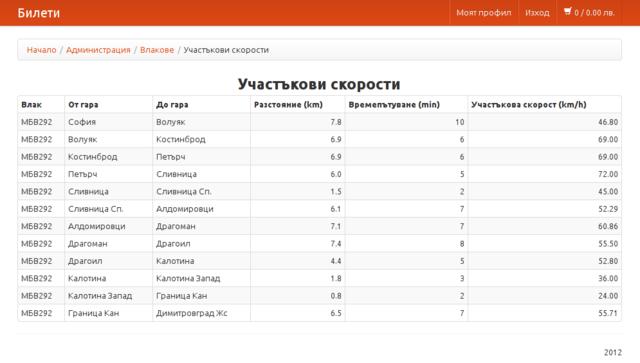 Билети Моят профил Изход 0 / 0.00 лв.
Начало / Администрация / Влакове / Участъкови скорости
Участъкови скорости
Влак От гара До гара Разстояние (km) Времепътуване (min) Участъкова скорост (km/h)
МБВ292 София Волуяк 7.8 10 46.80
МБВ292 Волуяк Костинброд 6.9 6 69.00
МБВ292 Костинброд Петърч 6.9 6 69.00
МБВ292 Петърч Сливница 6.0 5 72.00
МБВ292 Сливница Сливница Сп. 1.5 2 45.00
МБВ292 Сливница Сп. Алдомировци 6.1 7 52.29
МБВ292 Алдомировци Драгоман 7.1 7 60.86
МБВ292 Драгоман Драгоил 7.4 8 55.50
МБВ292 Драгоил Калотина 4.4 5 52.80
МБВ292 Калотина Калотина Запад 1.8 3 36.00
МБВ292 Калотина Запад Граница Кан 0.8 2 24.00
МБВ292 Граница Кан Димитровград Жс 6.5 7 55.71
2012